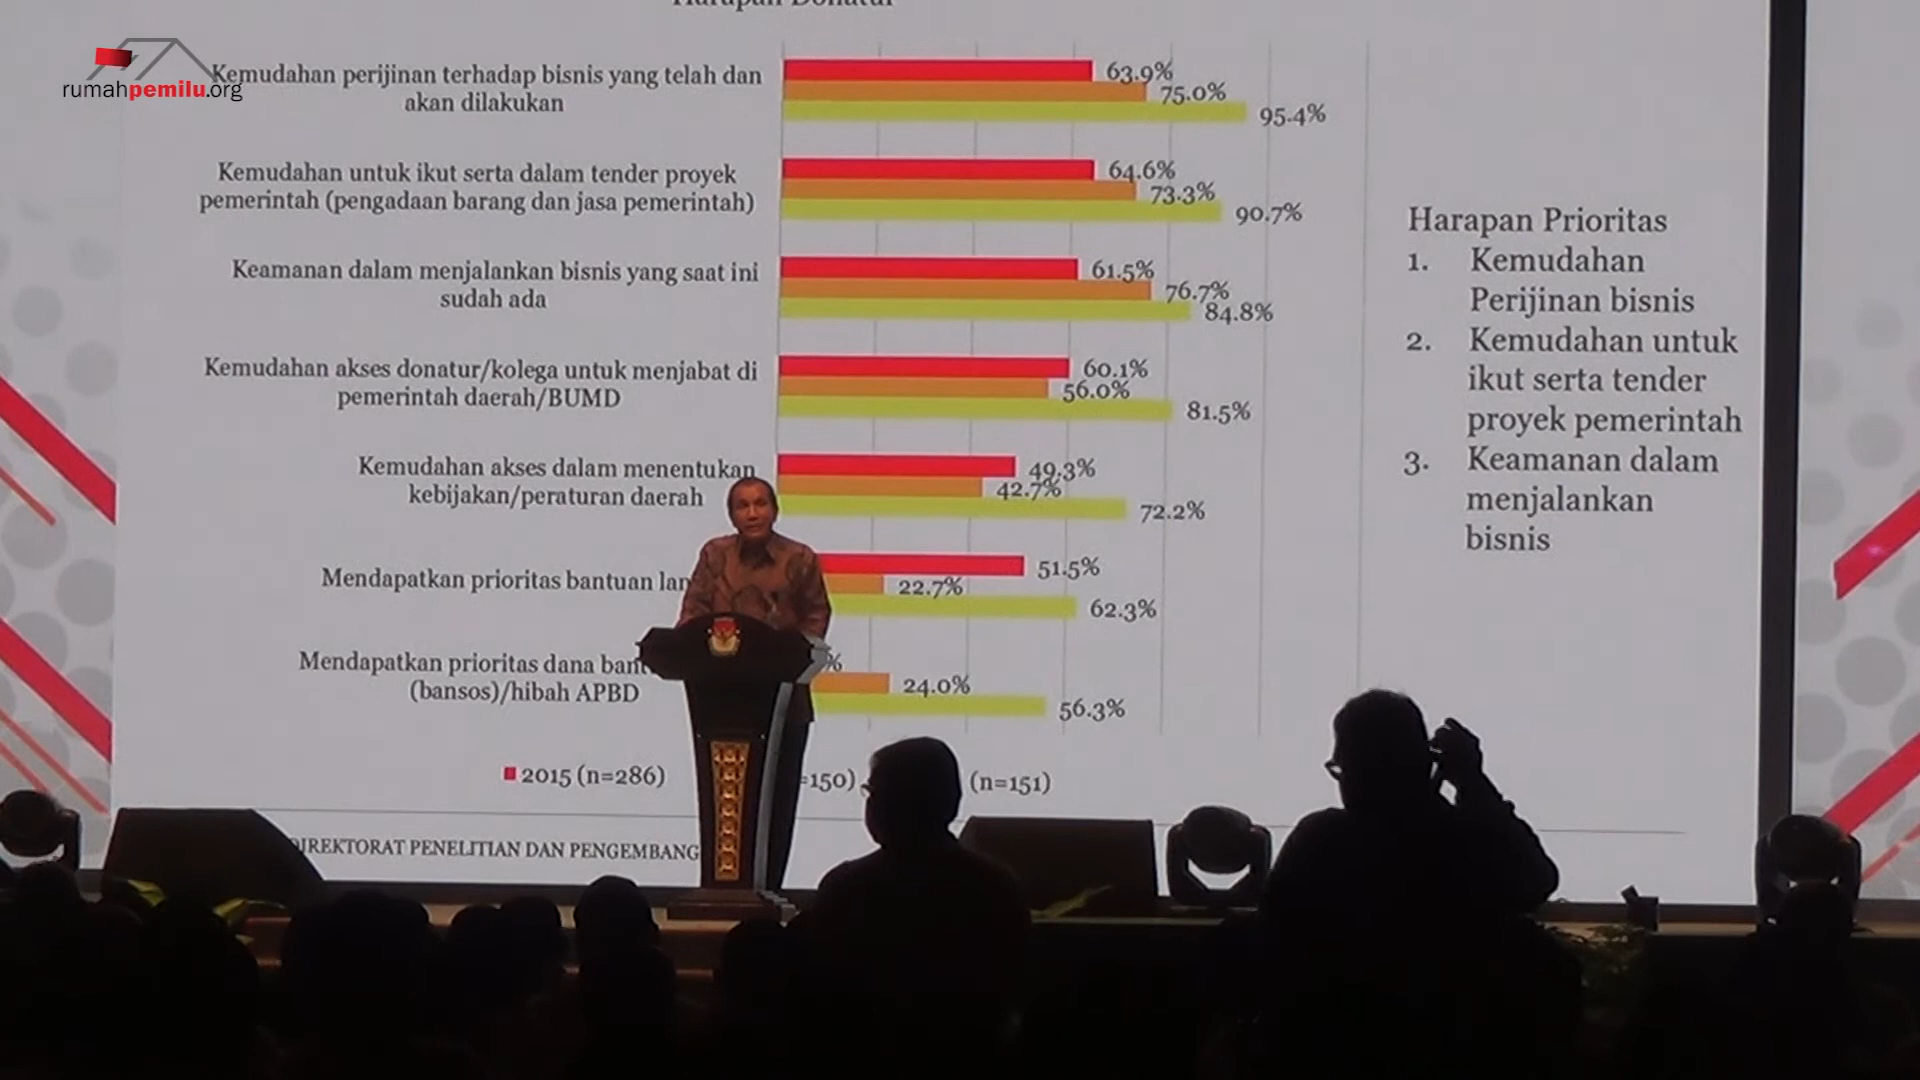 Harapan Donatur
rumahpemilu.org
Kemudahan perijinan terhadap bisnis yang telah dan
akan dilakukan
63.9%
75.0%
95.4%
Kemudahan untuk ikut serta dalam tender proyek
pemerintah (pengadaan barang dan jasa pemerintah)
64.6%
73.3%
90.7%
Keamanan dalam menjalankan bisnis yang saat ini
sudah ada
61.5%
76.7%
84.8%
Kemudahan akses donatur/kolega untuk menjabat di
pemerintah daerah/BUMD
60.1%
56.0%
81.5%
Kemudahan akses dalam menentukan
kebijakan/peraturan daerah
49.3%
42.7%
72.2%
Mendapatkan prioritas bantuan
51.5%
22.7%
62.3%
Mendapatkan prioritas dana
(bansos)/hibah APBD
%
24.0%
56.3%
2015 (n=286)
=150)
(n=151)
DIREKTORAT PENELITIAN DAN
Harapan Prioritas
1. Kemudahan
Perijinan bisnis
2. Kemudahan untuk
ikut serta tender
proyek pemerintah
3. Keamanan dalam
menjalankan
bisnis